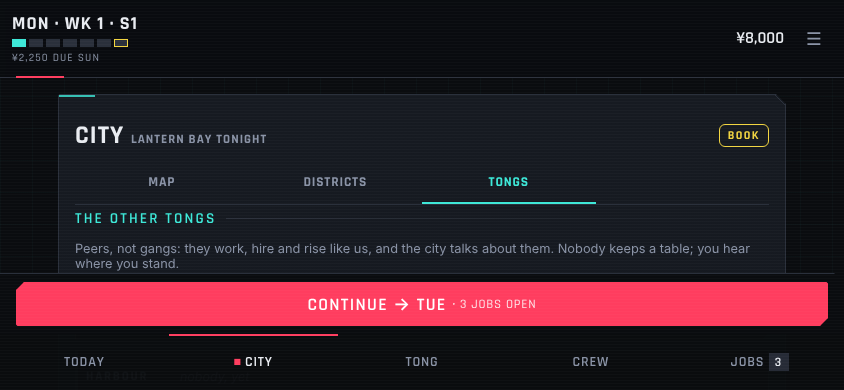 MON · WK 1 · S1
¥2,250 DUE SUN
¥8,000
CITY LANTERN BAY TONIGHT
BOOK
MAP DISTRICTS TONGS
THE OTHER TONGS
Peers, not gangs: they work, hire and rise like us, and the city talks about them. Nobody keeps a table; you hear
where you stand.
CONTINUE → TUE · 3 JOBS OPEN
TODAY CITY TONG CREW JOBS 3